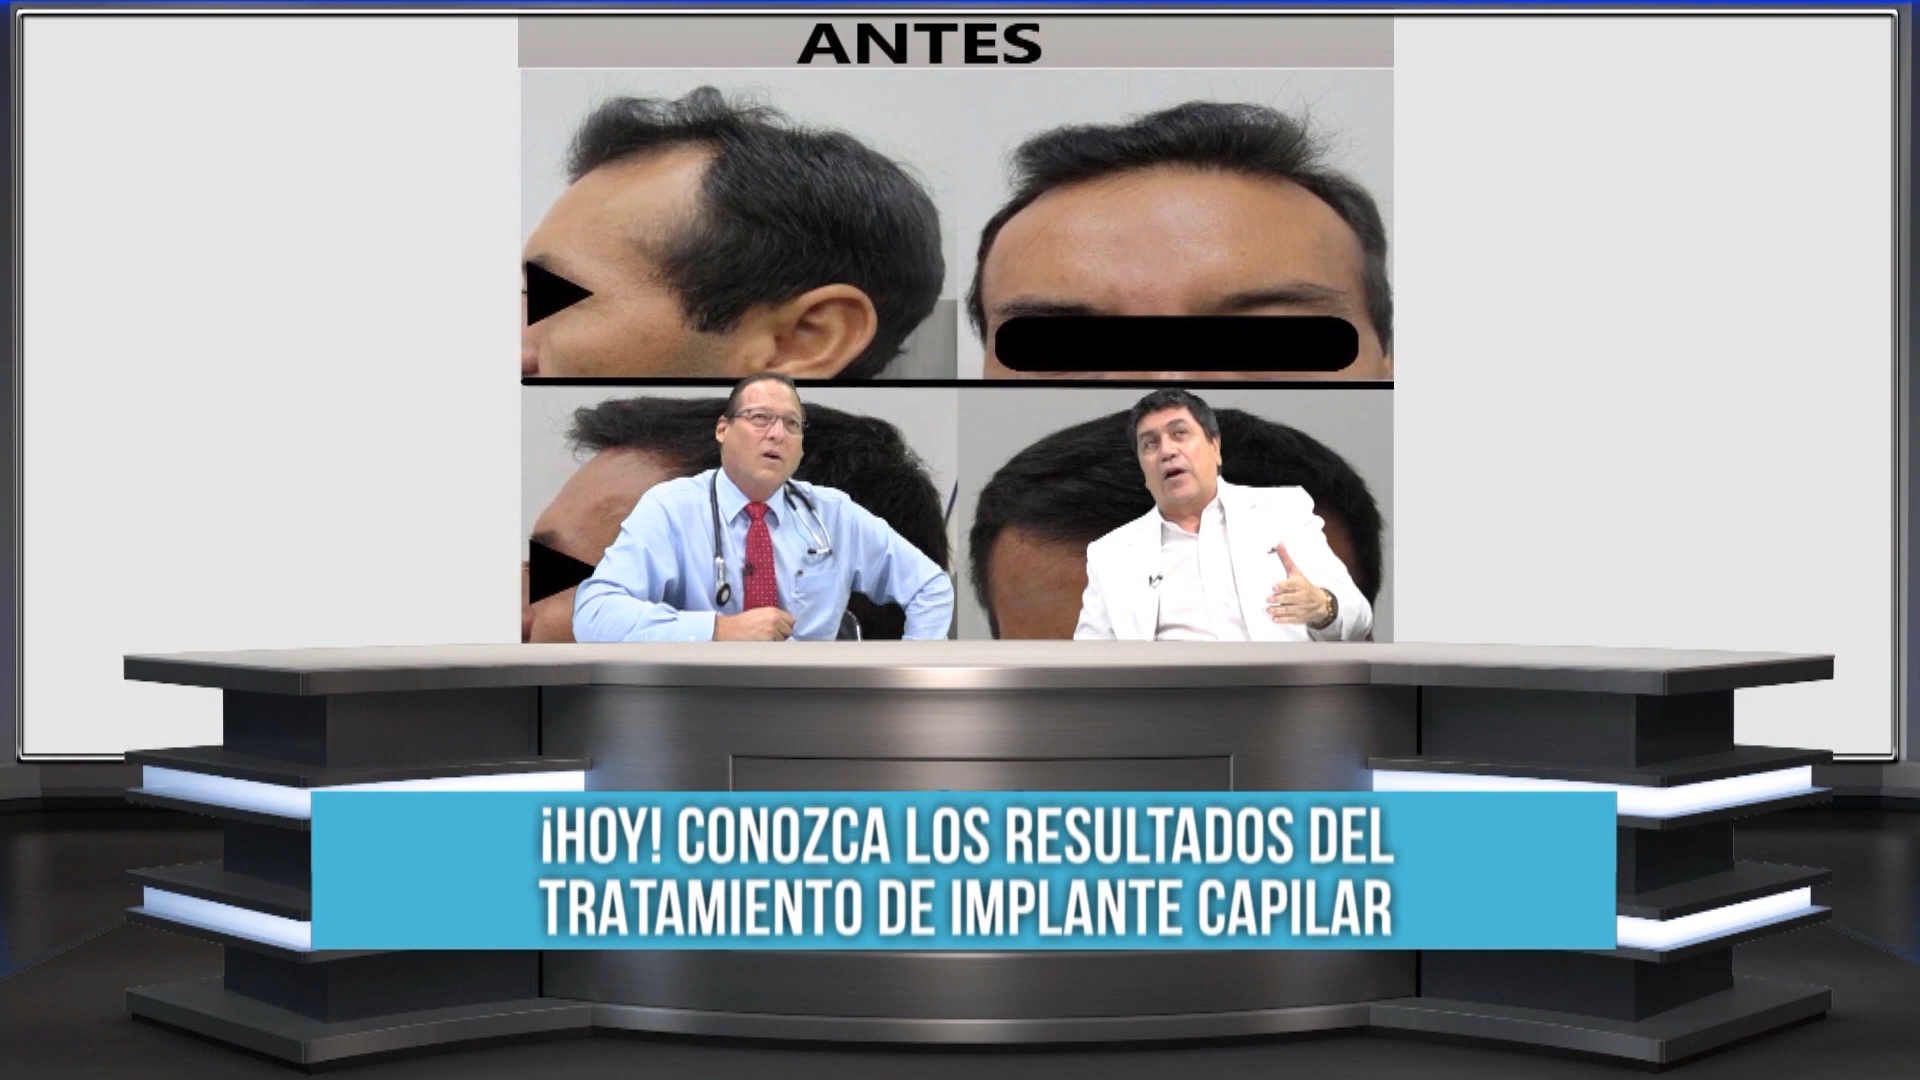 ANTES
¡HOY! CONOZCA LOS RESULTADOS DEL
TRATAMIENTO DE IMPLANTE CAPILAR